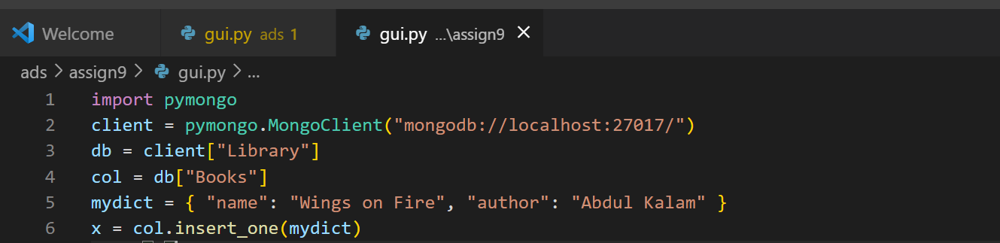 Welcome gui.py ads 1 gui.py ...\assign9
ads > assign9 > gui.py > ...
1 import pymongo
2 client = pymongo.MongoClient("mongodb://localhost:27017/")
3 db = client["Library"]
4 col = db["Books"]
5 mydict = { "name": "Wings on Fire", "author": "Abdul Kalam" }
6 x = col.insert_one(mydict)